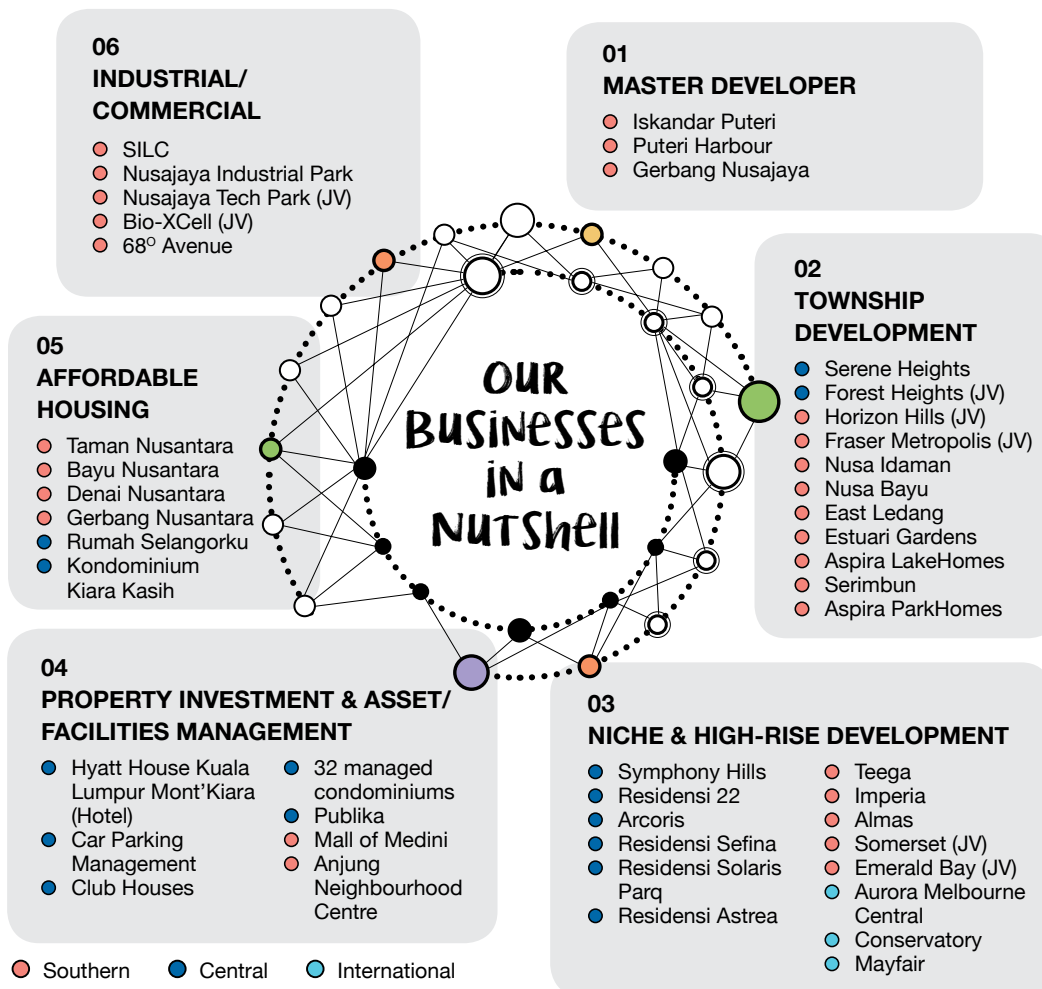 06
INDUSTRIAL/
COMMERCIAL
SILC
Nusajaya Industrial Park
Nusajaya Tech Park (JV)
Bio-XCell (JV)
68º Avenue
01
MASTER DEVELOPER
Iskandar Puteri
Puteri Harbour
Gerbang Nusajaya
02
TOWNSHIP
DEVELOPMENT
Serene Heights
Forest Heights (JV)
Horizon Hills (JV)
Fraser Metropolis (JV)
Nusa Idaman
Nusa Bayu
East Ledang
Estuari Gardens
Aspira LakeHomes
Serimbun
Aspira ParkHomes
05
AFFORDABLE
HOUSING
Taman Nusantara
Bayu Nusantara
Denai Nusantara
Gerbang Nusantara
Rumah Selangorku
Kondominium
Kiara Kasih
OUR
BUSINESSES
IN a
NUTShell
04
PROPERTY INVESTMENT & ASSET/
FACILITIES MANAGEMENT
Hyatt House Kuala
Lumpur Mont'Kiara
(Hotel)
Car Parking
Management
Club Houses
32 managed
condominiums
Publika
Mall of Medini
Anjung
Neighbourhood
Centre
03
NICHE & HIGH-RISE DEVELOPMENT
Symphony Hills
Residensi 22
Arcoris
Residensi Sefina
Residensi Solaris
Parq
Residensi Astrea
Teega
Imperia
Almas
Somerset (JV)
Emerald Bay (JV)
Aurora Melbourne
Central
Conservatory
Mayfair
Southern
Central
International